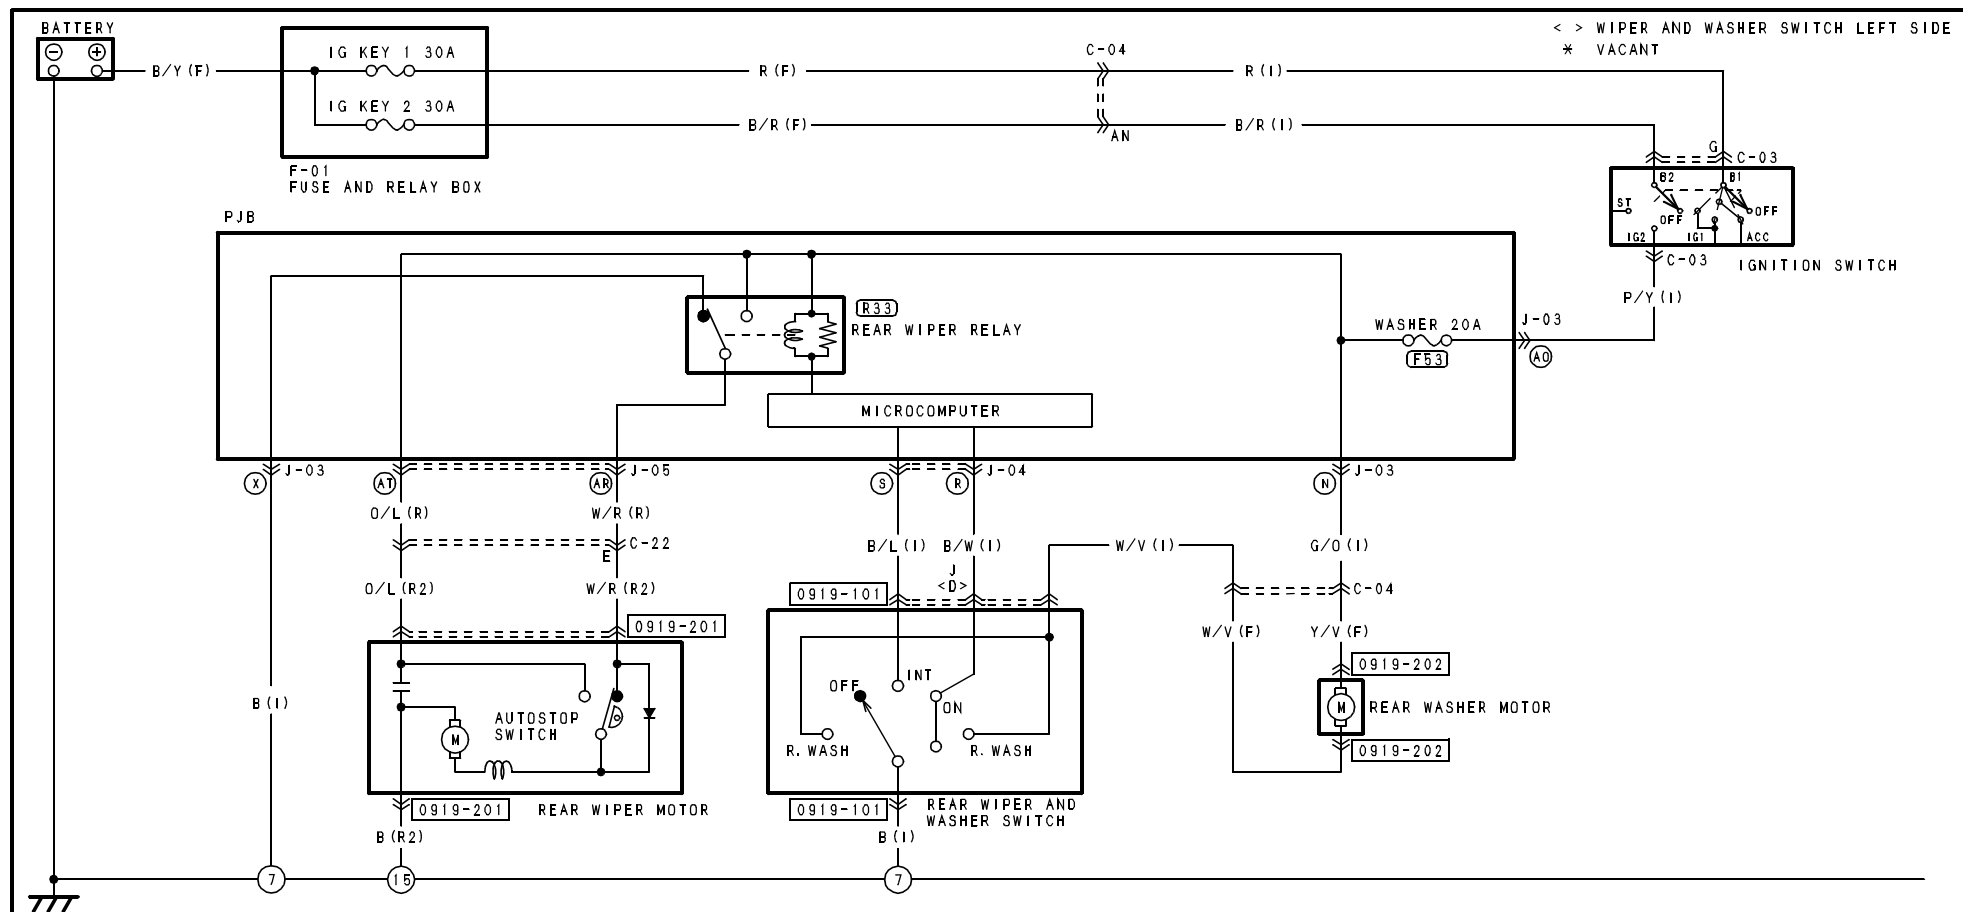 BATTERY
< > WIPER AND WASHER SWITCH LEFT SIDE
* VACANT
IG KEY 1 30A
C-04
B/Y (F)
R (F)
R (I)
IG KEY 2 30A
B/R (F)
B/R (I)
AN
F-01
FUSE AND RELAY BOX
G
C-03
B2
B1
ST
OFF
OFF
IG2
IG1
ACC
C-03
IGNITION SWITCH
P/Y (I)
PJB
R33
REAR WIPER RELAY
WASHER 20A
J-03
F53
AO
MICROCOMPUTER
X
J-03
AT
AR
J-05
S
R
J-04
N
J-03
O/L (R)
W/R (R)
C-22
E
B/L (I)
B/W (I)
W/V (I)
G/O (I)
J
<D>
O/L (R2)
W/R (R2)
0919-101
C-04
0919-201
W/V (F)
Y/V (F)
0919-202
B (I)
OFF
INT
ON
M
REAR WASHER MOTOR
AUTOSTOP
SWITCH
M
R. WASH
R. WASH
0919-202
0919-201
REAR WIPER MOTOR
0919-101
REAR WIPER AND
WASHER SWITCH
B (R2)
B (I)
7
15
7